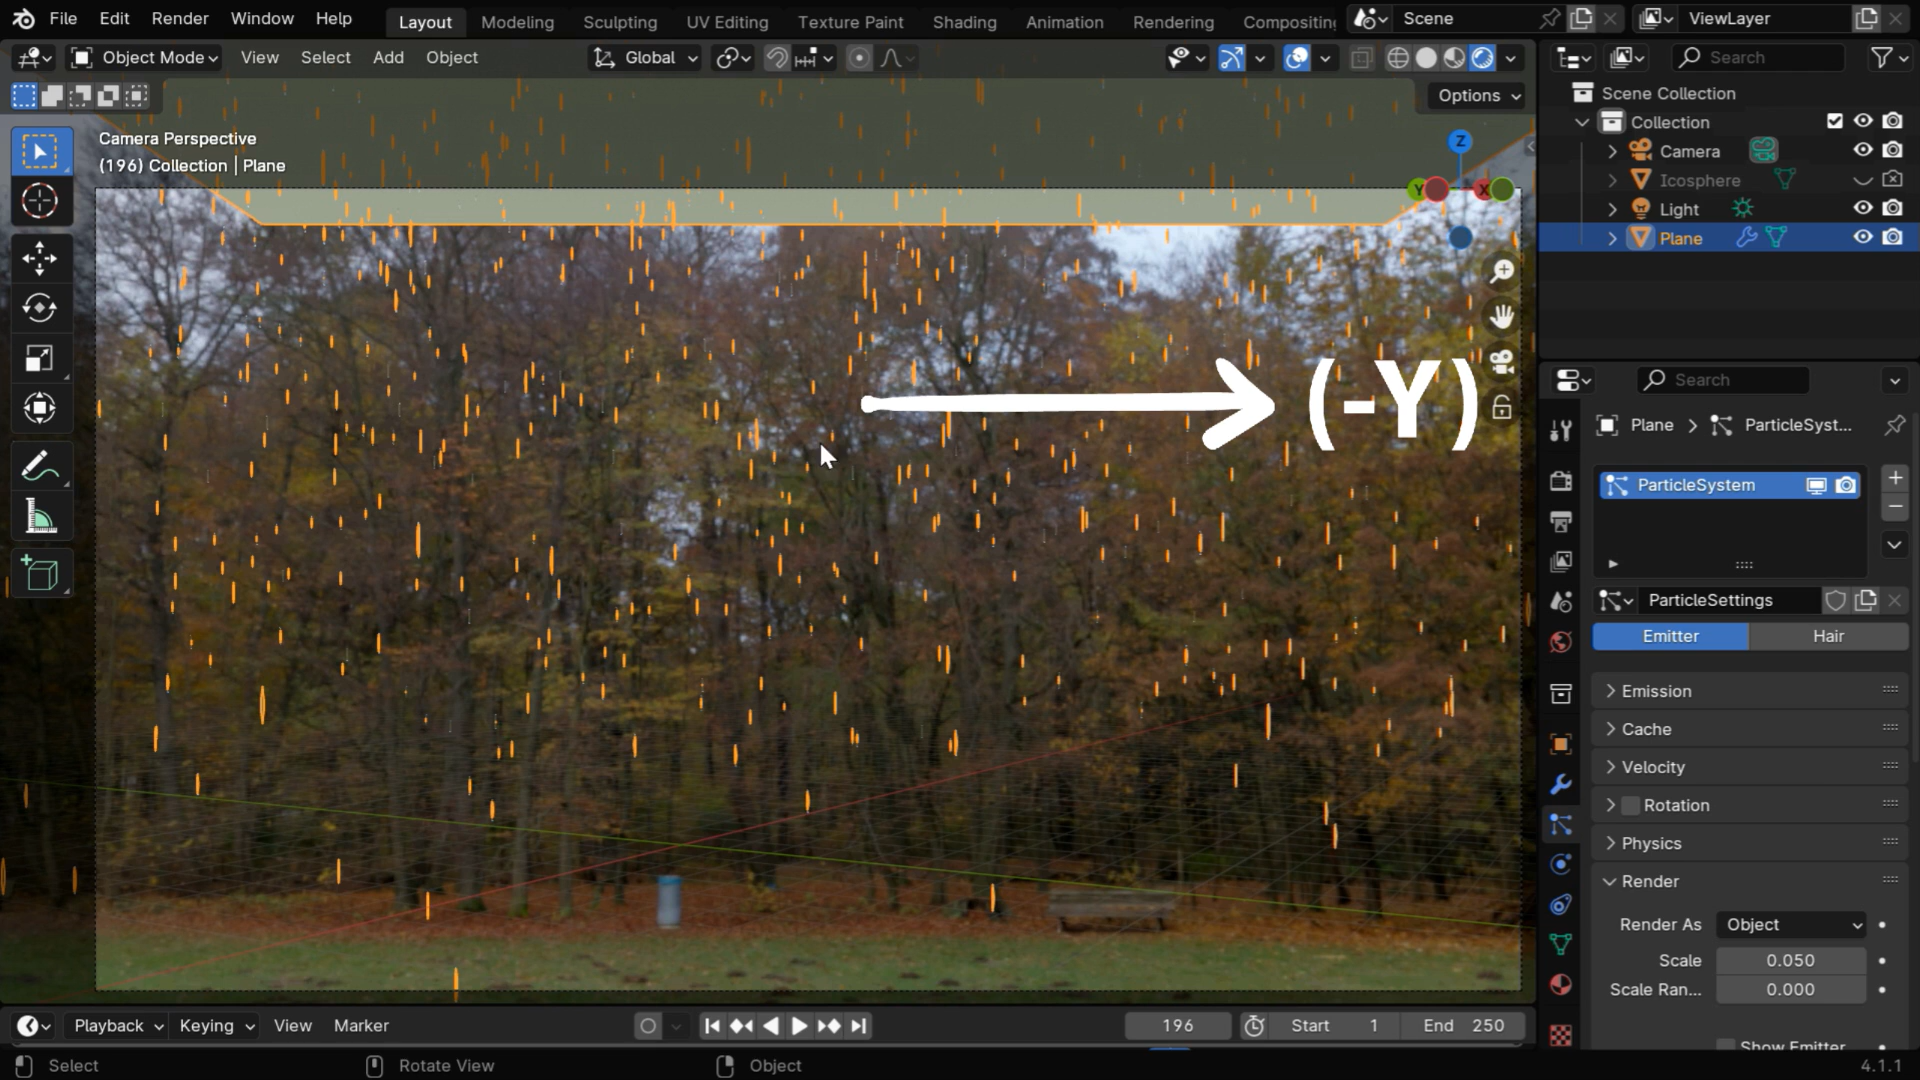 File Edit Render Window Help Layout Modeling Sculpting UV Editing Texture Paint Shading Animation Rendering Scene ViewLayer
Object Mode View Select Add Object Global Search
Options
Scene Collection
Collection
Camera
Icosphere
Light
Plane
Camera Perspective
(196) Collection | Plane
Z
Y
X
(-Y)
Search
Plane ParticleSyst...
ParticleSystem
ParticleSettings
Emitter Hair
Emission
Cache
Velocity
Rotation
Physics
Render
Render As Object
Scale 0.050
Scale Ran... 0.000
Show Emitter
Playback Keying View Marker 196 Start 1 End 250
Select Rotate View Object 4.1.1